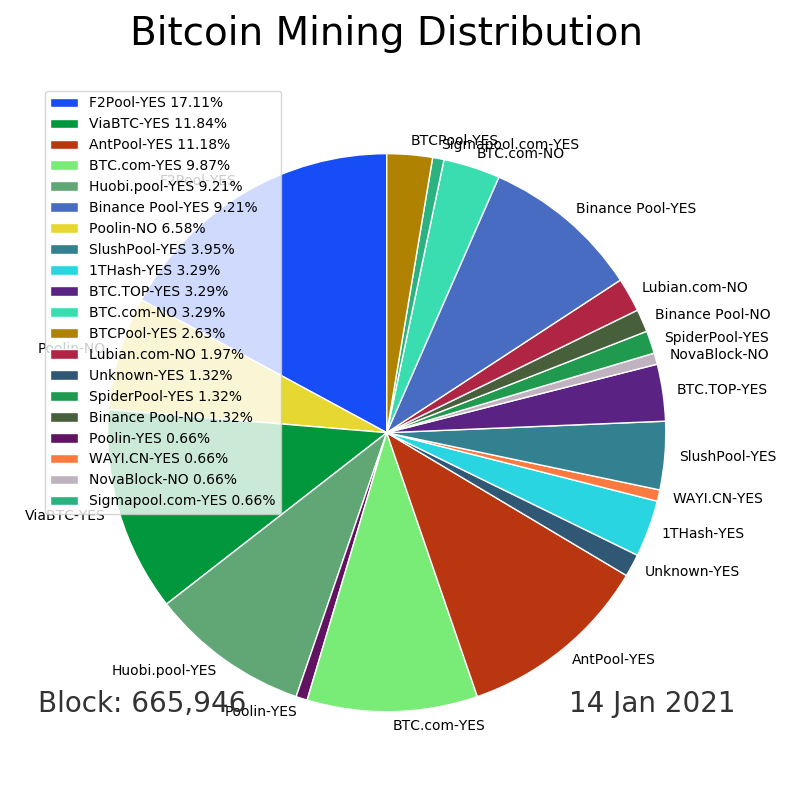 Bitcoin Mining Distribution
F2Pool-YES 17.11%
ViaBTC-YES 11.84%
AntPool-YES 11.18%
BTC.com-YES 9.87%
Huobi.pool-YES 9.21%
Binance Pool-YES 9.21%
Poolin-NO 6.58%
SlushPool-YES 3.95%
1THash-YES 3.29%
BTC.TOP-YES 3.29%
BTC.com-NO 3.29%
BTCPool-YES 2.63%
Lubian.com-NO 1.97%
Unknown-YES 1.32%
SpiderPool-YES 1.32%
Binance Pool-NO 1.32%
Poolin-YES 0.66%
WAYI.CN-YES 0.66%
NovaBlock-NO 0.66%
Sigmapool.com-YES 0.66%
BTCPool-YES
Sigmapool.com-YES
BTC.com-NO
F2Pool-YES
Binance Pool-YES
Lubian.com-NO
Binance Pool-NO
SpiderPool-YES
Poolin-NO
NovaBlock-NO
BTC.TOP-YES
SlushPool-YES
WAYI.CN-YES
ViaBTC-YES
1THash-YES
Unknown-YES
AntPool-YES
Huobi.pool-YES
Block: 665,946
14 Jan 2021
Poolin-YES
BTC.com-YES